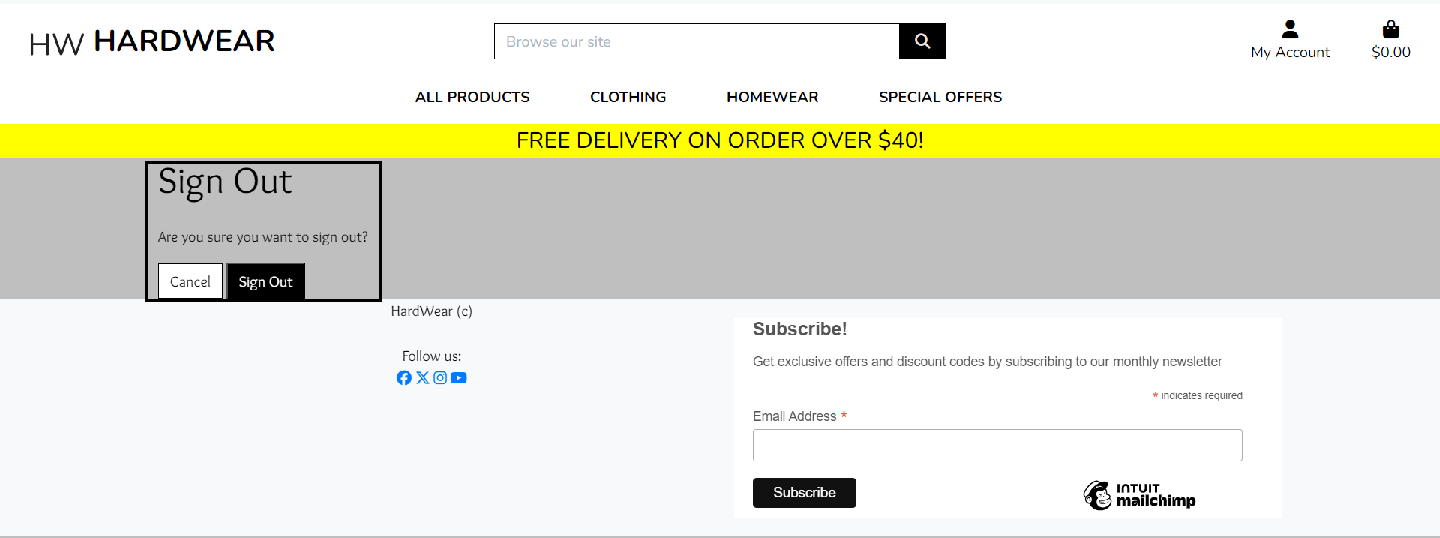 HW HARDWEAR
Browse our site
My Account
$0.00
ALL PRODUCTS CLOTHING HOMEWEAR SPECIAL OFFERS
FREE DELIVERY ON ORDER OVER $40!
Sign Out
Are you sure you want to sign out?
Cancel Sign Out
HardWear (c)
Follow us:
Subscribe!
Get exclusive offers and discount codes by subscribing to our monthly newsletter
* indicates required
Email Address *
Subscribe
INTUIT
mailchimp